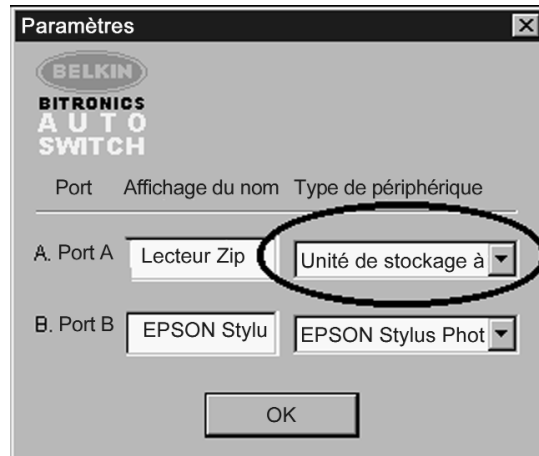 Paramètres
BELKIN
BITRONICS
AUTO
SWITCH
Port Affichage du nom Type de périphérique
A. Port A Lecteur Zip Unité de stockage à
B. Port B EPSON Stylu EPSON Stylus Phot
OK